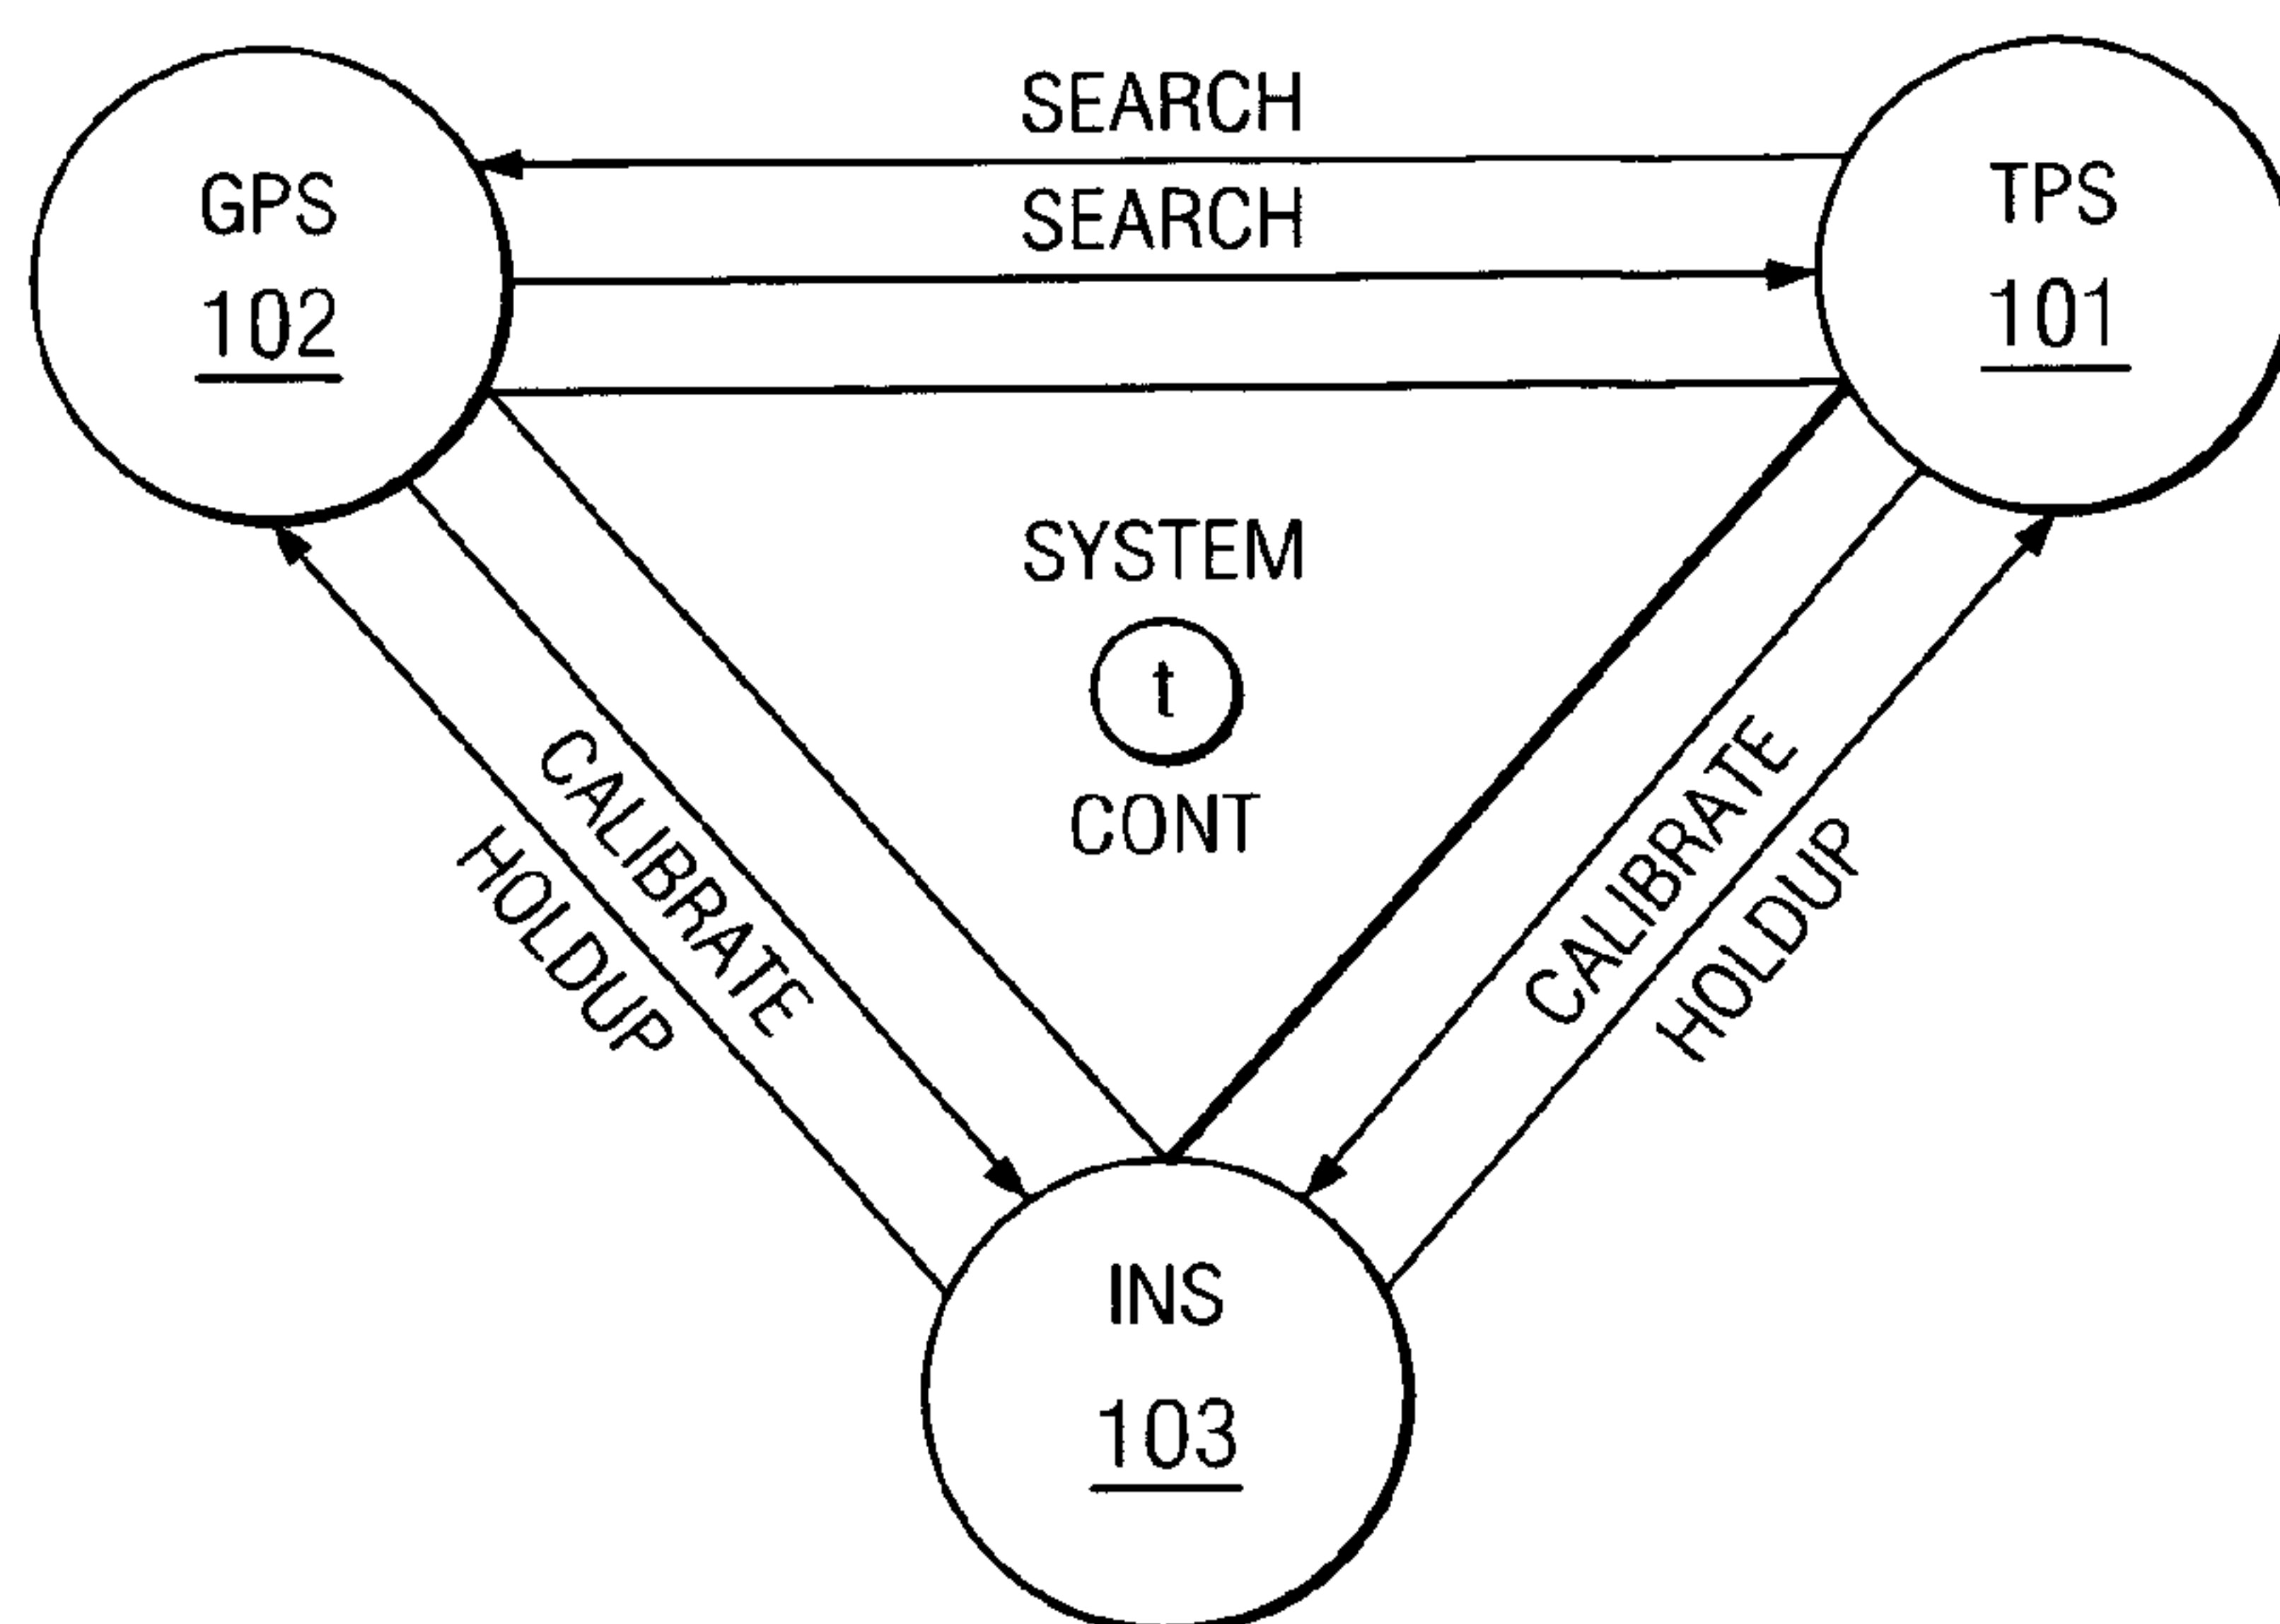 SEARCH
SEARCH
GPS
102
TPS
101
SYSTEM
t
CONT
CALIBRATE
HOLDUP
CALIBRATE
HOLDUP
INS
103